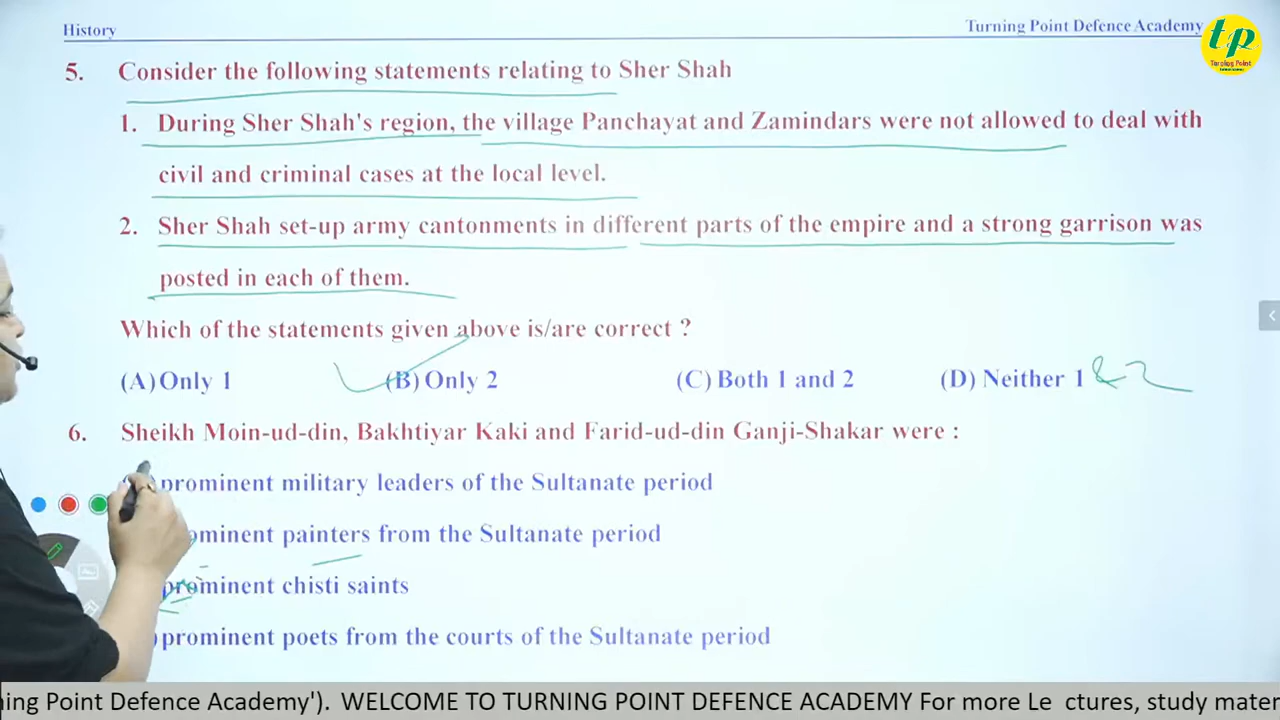 History
Turning Point Defence Academy
tp
Turning Point
5. Consider the following statements relating to Sher Shah
1. During Sher Shah's region, the village Panchayat and Zamindars were not allowed to deal with
civil and criminal cases at the local level.
2. Sher Shah set-up army cantonments in different parts of the empire and a strong garrison was
posted in each of them.
Which of the statements given above is/are correct ?
(A) Only 1 (B) Only 2 (C) Both 1 and 2 (D) Neither 1 & 2
6. Sheikh Moin-ud-din, Bakhtiyar Kaki and Farid-ud-din Ganji-Shakar were :
prominent military leaders of the Sultanate period
ominent painters from the Sultanate period
prominent chisti saints
) prominent poets from the courts of the Sultanate period
ning Point Defence Academy'). WELCOME TO TURNING POINT DEFENCE ACADEMY For more Le ctures, study mater